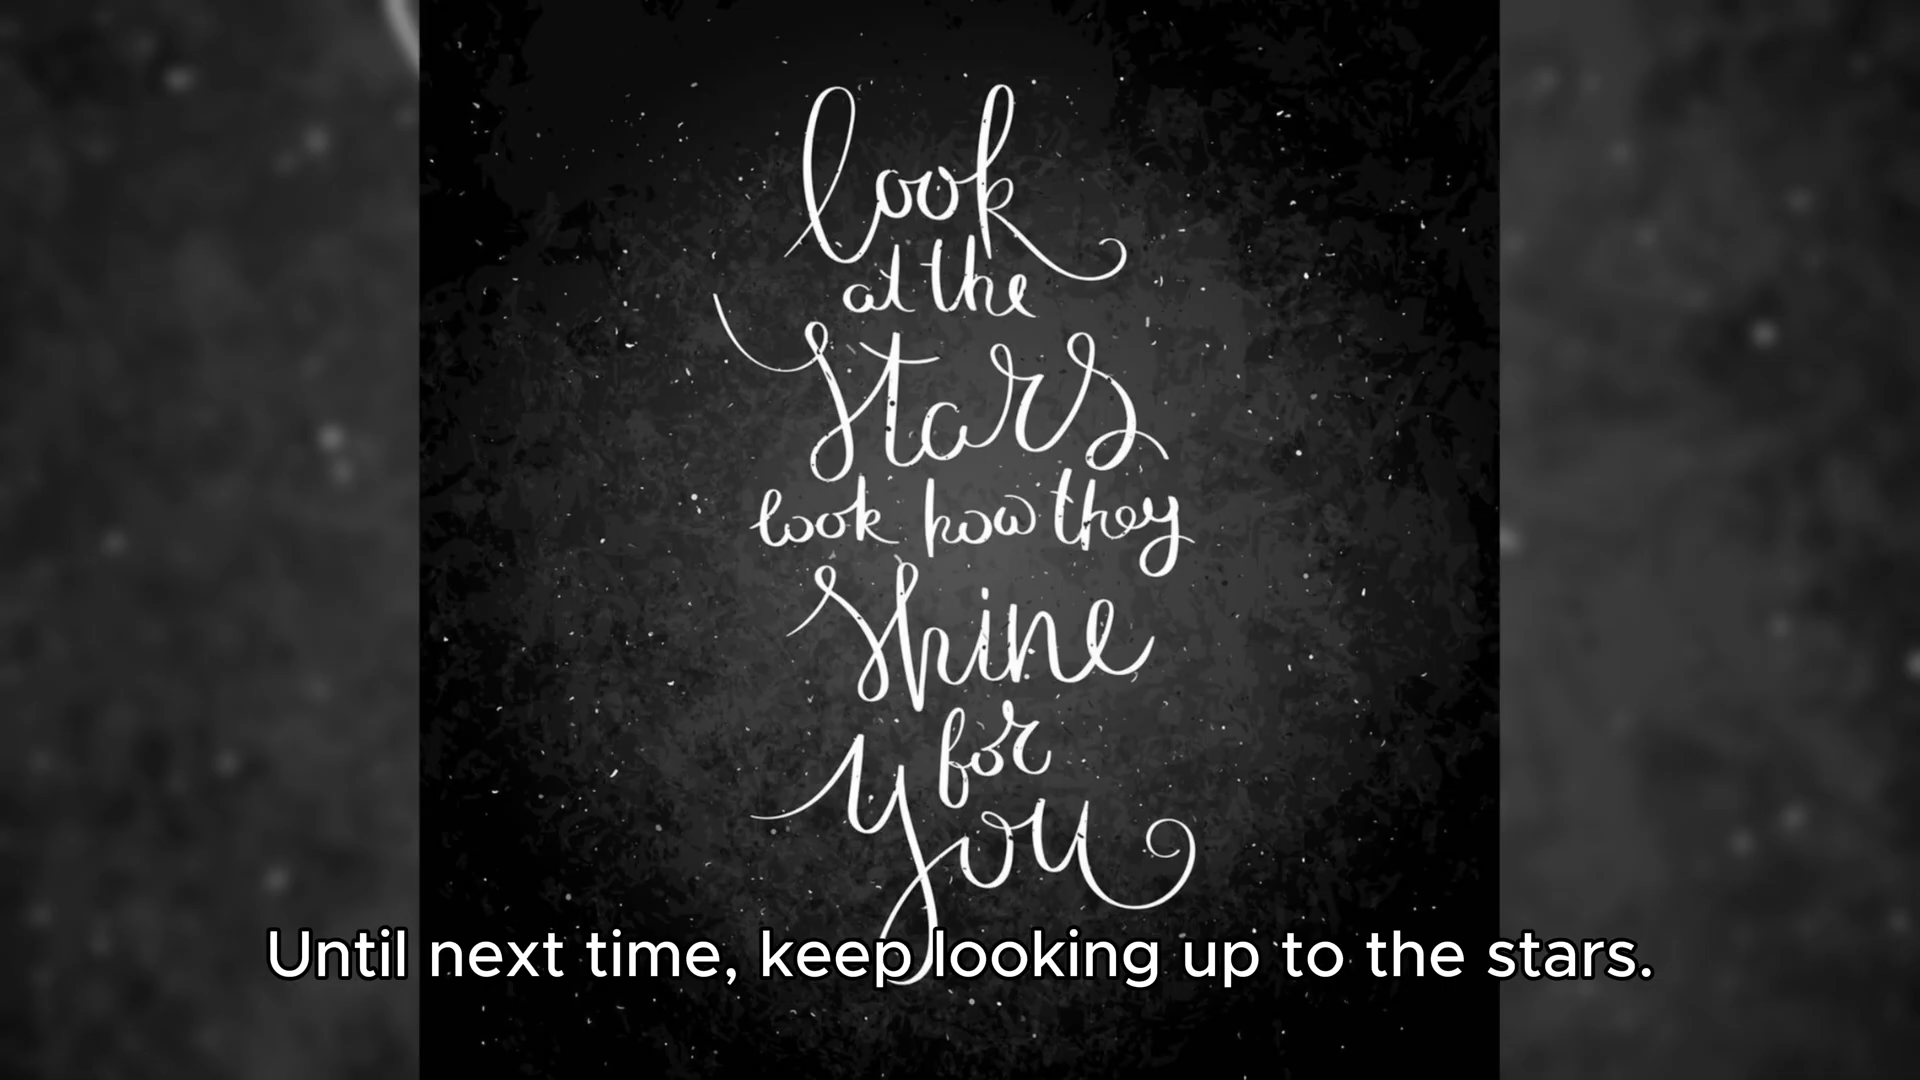 look
at the
stars
look how they
shine
for
you
Until next time, keep looking up to the stars.